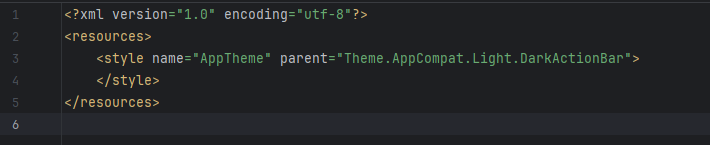 1 <?xml version="1.0" encoding="utf-8"?>
2 <resources>
3     <style name="AppTheme" parent="Theme.AppCompat.Light.DarkActionBar">
4     </style>
5 </resources>
6